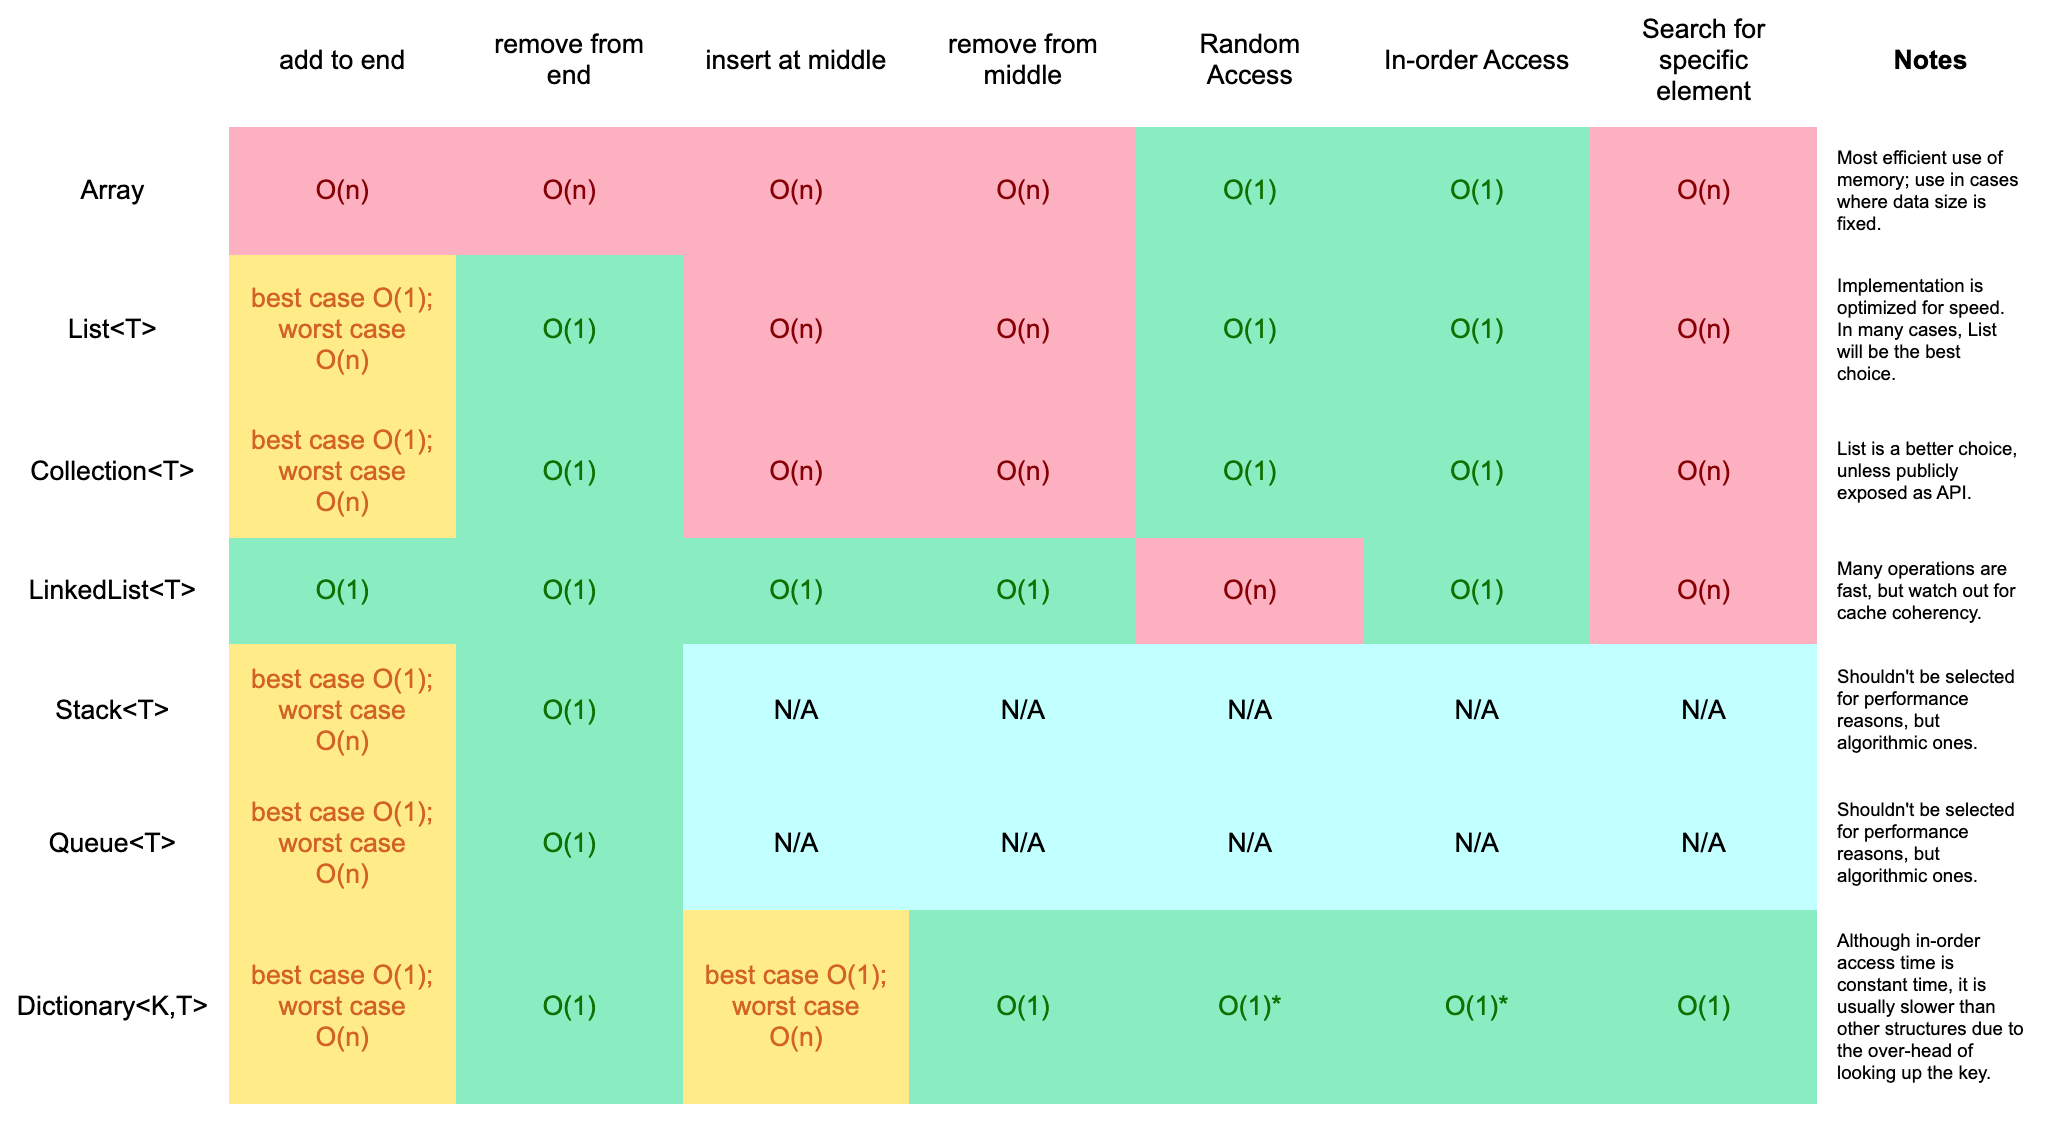 add to end
remove from
end
insert at middle
remove from
middle
Random
Access
In-order Access
Search for
specific
element
Notes
Array
O(n)
O(n)
O(n)
O(n)
O(1)
O(1)
O(n)
Most efficient use of
memory; use in cases
where data size is
fixed.
List<T>
best case O(1);
worst case
O(n)
O(1)
O(n)
O(n)
O(1)
O(1)
O(n)
Implementation is
optimized for speed.
In many cases, List
will be the best
choice.
Collection<T>
best case O(1);
worst case
O(n)
O(1)
O(n)
O(n)
O(1)
O(1)
O(n)
List is a better choice,
unless publicly
exposed as API.
LinkedList<T>
O(1)
O(1)
O(1)
O(1)
O(n)
O(1)
O(n)
Many operations are
fast, but watch out for
cache coherency.
Stack<T>
best case O(1);
worst case
O(n)
O(1)
N/A
N/A
N/A
N/A
N/A
Shouldn't be selected
for performance
reasons, but
algorithmic ones.
Queue<T>
best case O(1);
worst case
O(n)
O(1)
N/A
N/A
N/A
N/A
N/A
Shouldn't be selected
for performance
reasons, but
algorithmic ones.
Dictionary<K,T>
best case O(1);
worst case
O(n)
O(1)
best case O(1);
worst case
O(n)
O(1)
O(1)*
O(1)*
O(1)
Although in-order
access time is
constant time, it is
usually slower than
other structures due to
the over-head of
looking up the key.